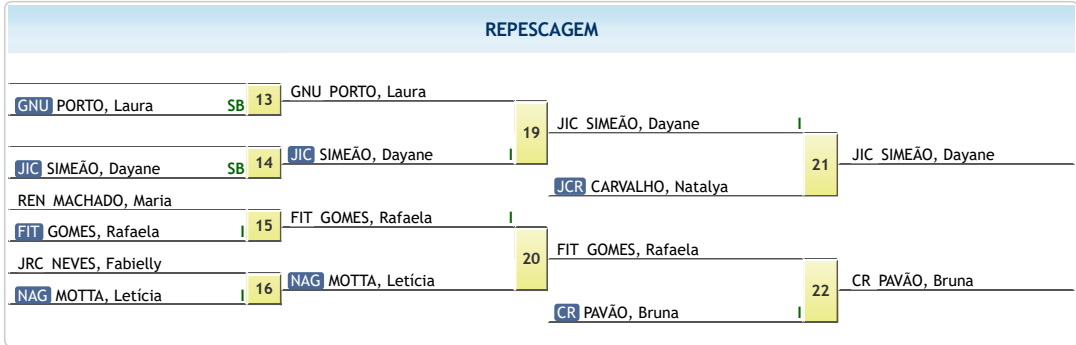 REPESCAGEM
GNU PORTO, Laura SB
13
GNU PORTO, Laura
JIC SIMEÃO, Dayane SB
14
JIC SIMEÃO, Dayane I
19
JIC SIMEÃO, Dayane I
JCR CARVALHO, Natalya
21
JIC SIMEÃO, Dayane
REN MACHADO, Maria
FIT GOMES, Rafaela I
15
FIT GOMES, Rafaela I
JRC NEVES, Fabielly
NAG MOTTA, Letícia I
16
NAG MOTTA, Letícia
20
FIT GOMES, Rafaela
CR PAVÃO, Bruna I
22
CR PAVÃO, Bruna